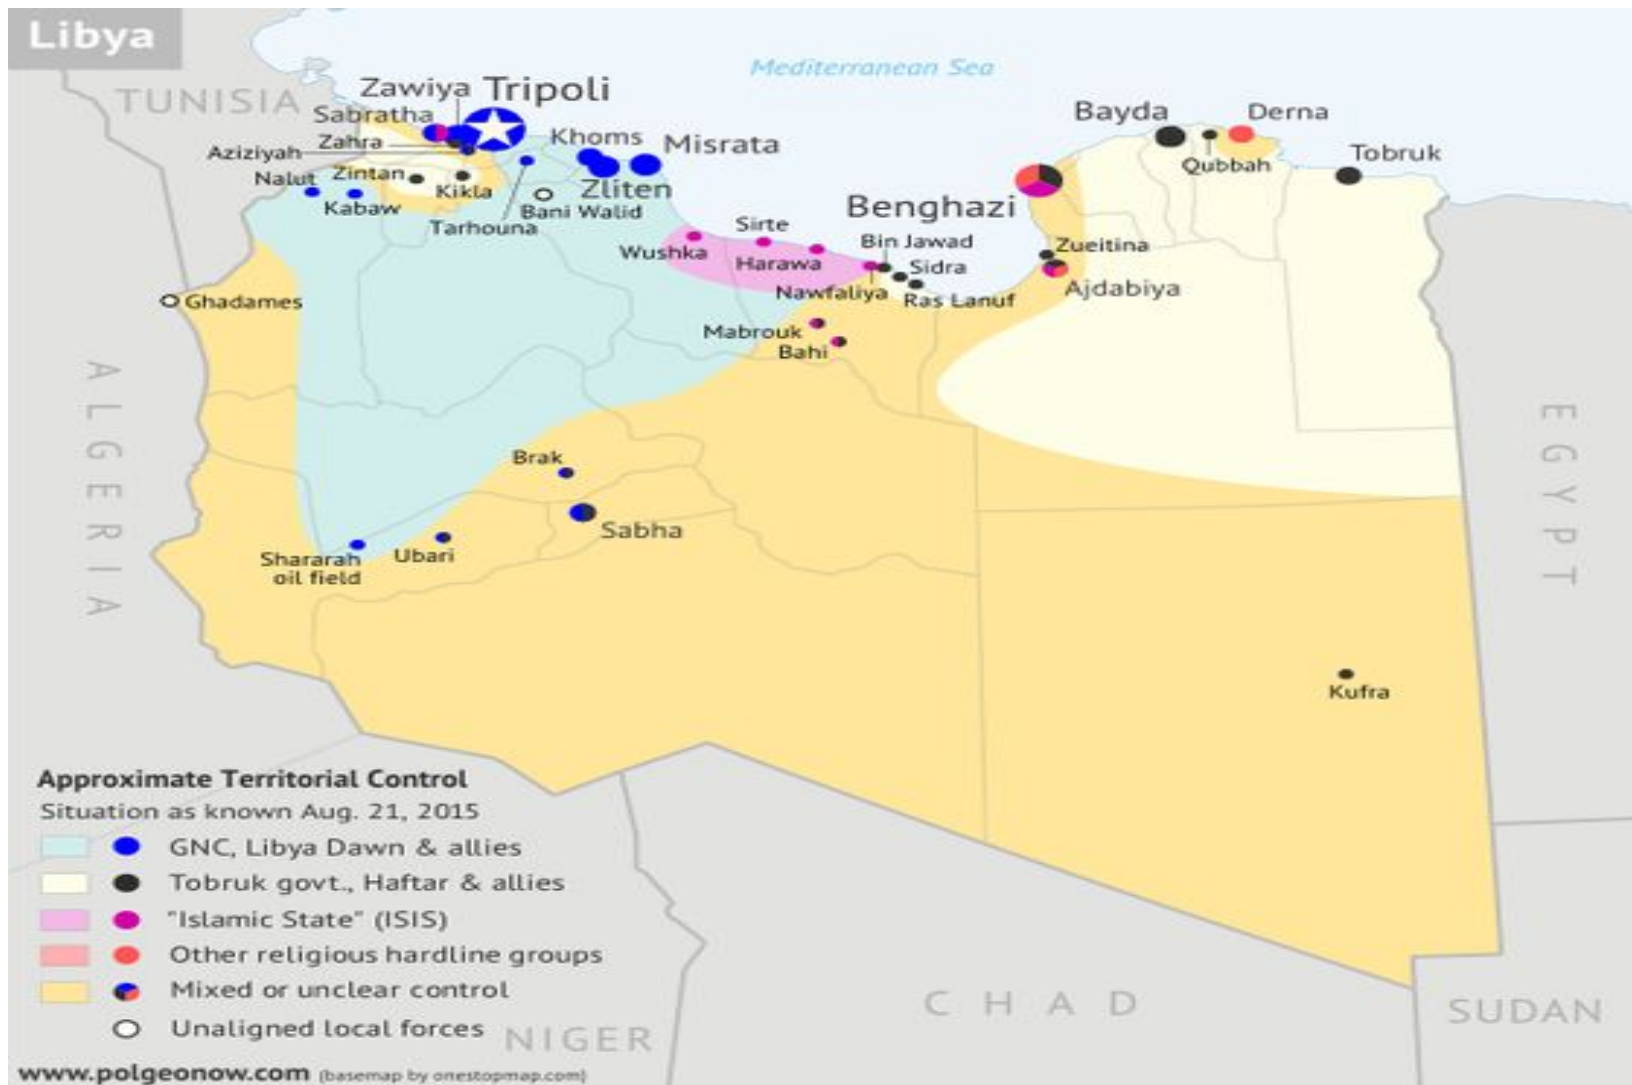 Libya
Mediterranean Sea
TUNISIA
Zawiya
Tripoli
Sabratha
Zahra
Aziziyah
Khoms
Misrata
Bayda
Derna
Qubbah
Tobruk
Nalut
Zintan
Kikla
Zliten
Kabaw
Bani Walid
Tarhouna
Benghazi
Sirte
Wushka
Harawa
Bin Jawad
Sidra
Zueitina
Nawfaliya
Ras Lanuf
Ajdabiya
Ghadames
Mabrouk
Bahi
ALGERIA
EGYPT
Brak
Sabha
Shararah
oil field
Ubari
Kufra
Approximate Territorial Control
Situation as known Aug. 21, 2015
GNC, Libya Dawn & allies
Tobruk govt., Haftar & allies
"Islamic State" (ISIS)
Other religious hardline groups
Mixed or unclear control
Unaligned local forces
NIGER
CHAD
SUDAN
www.polgeonow.com (basemap by onestopmap.com)